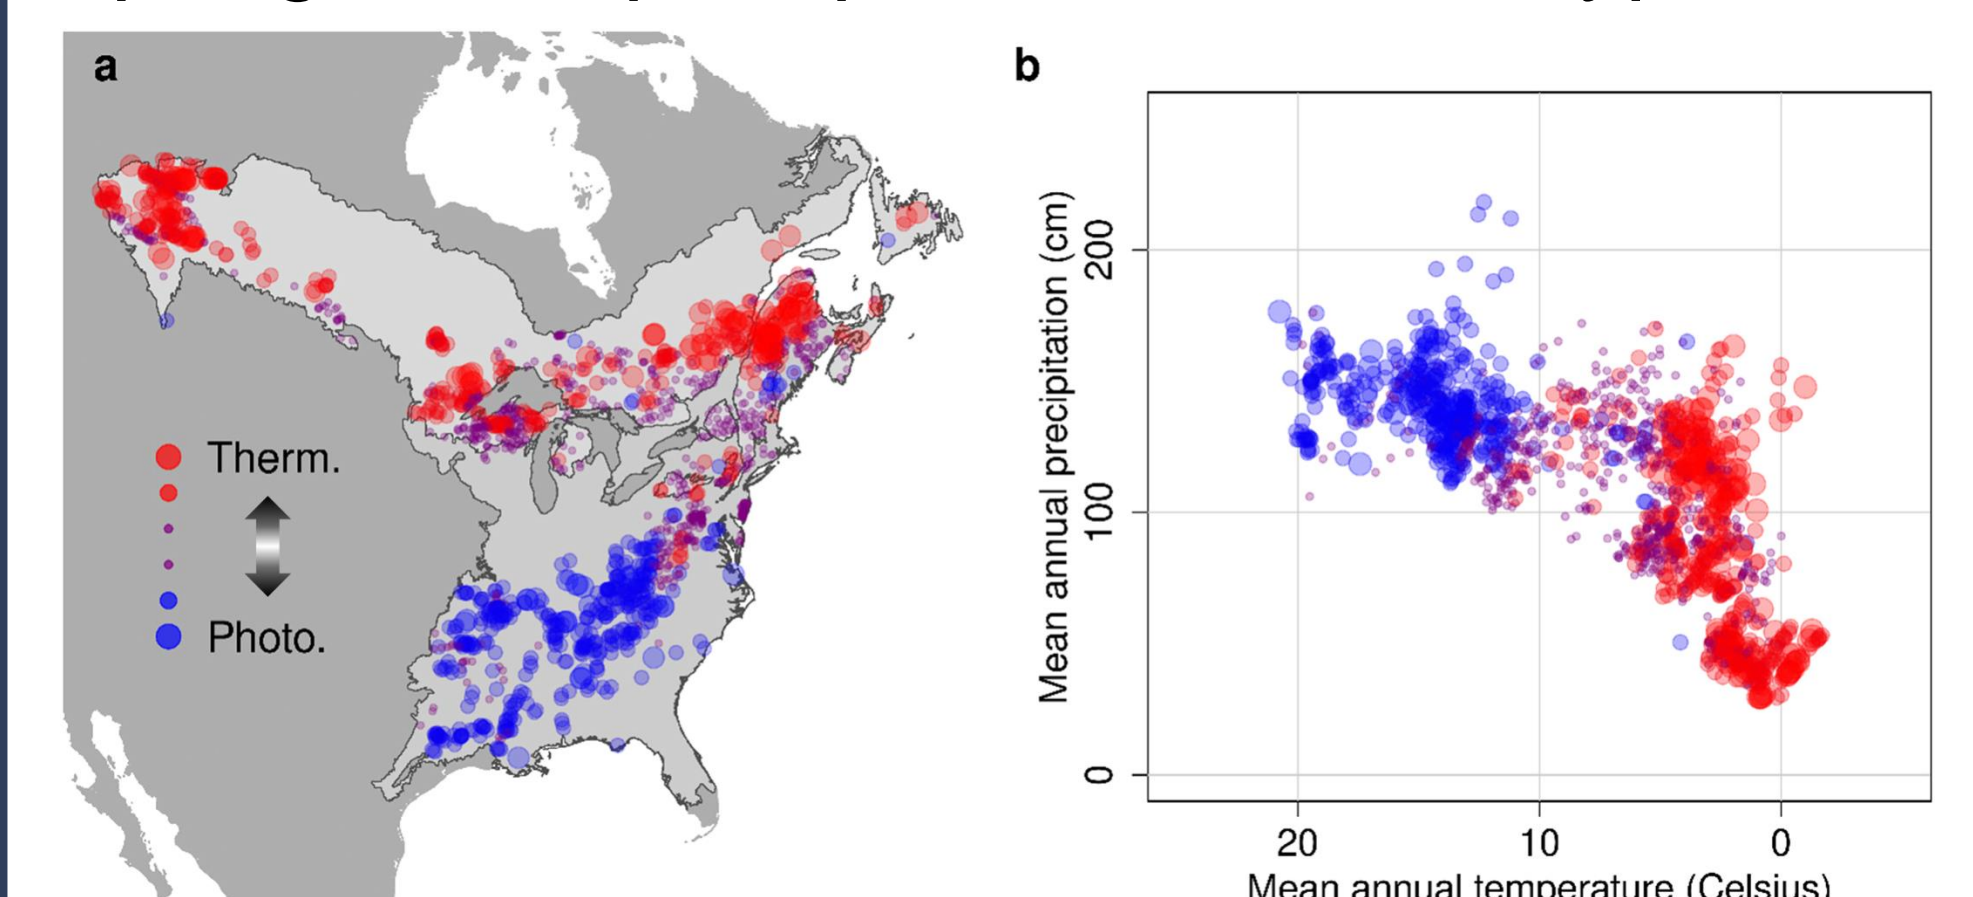 a
Therm.
Photo.
b
Mean annual precipitation (cm)
200
100
0
20 10 0
Mean annual temperature (Celsius)